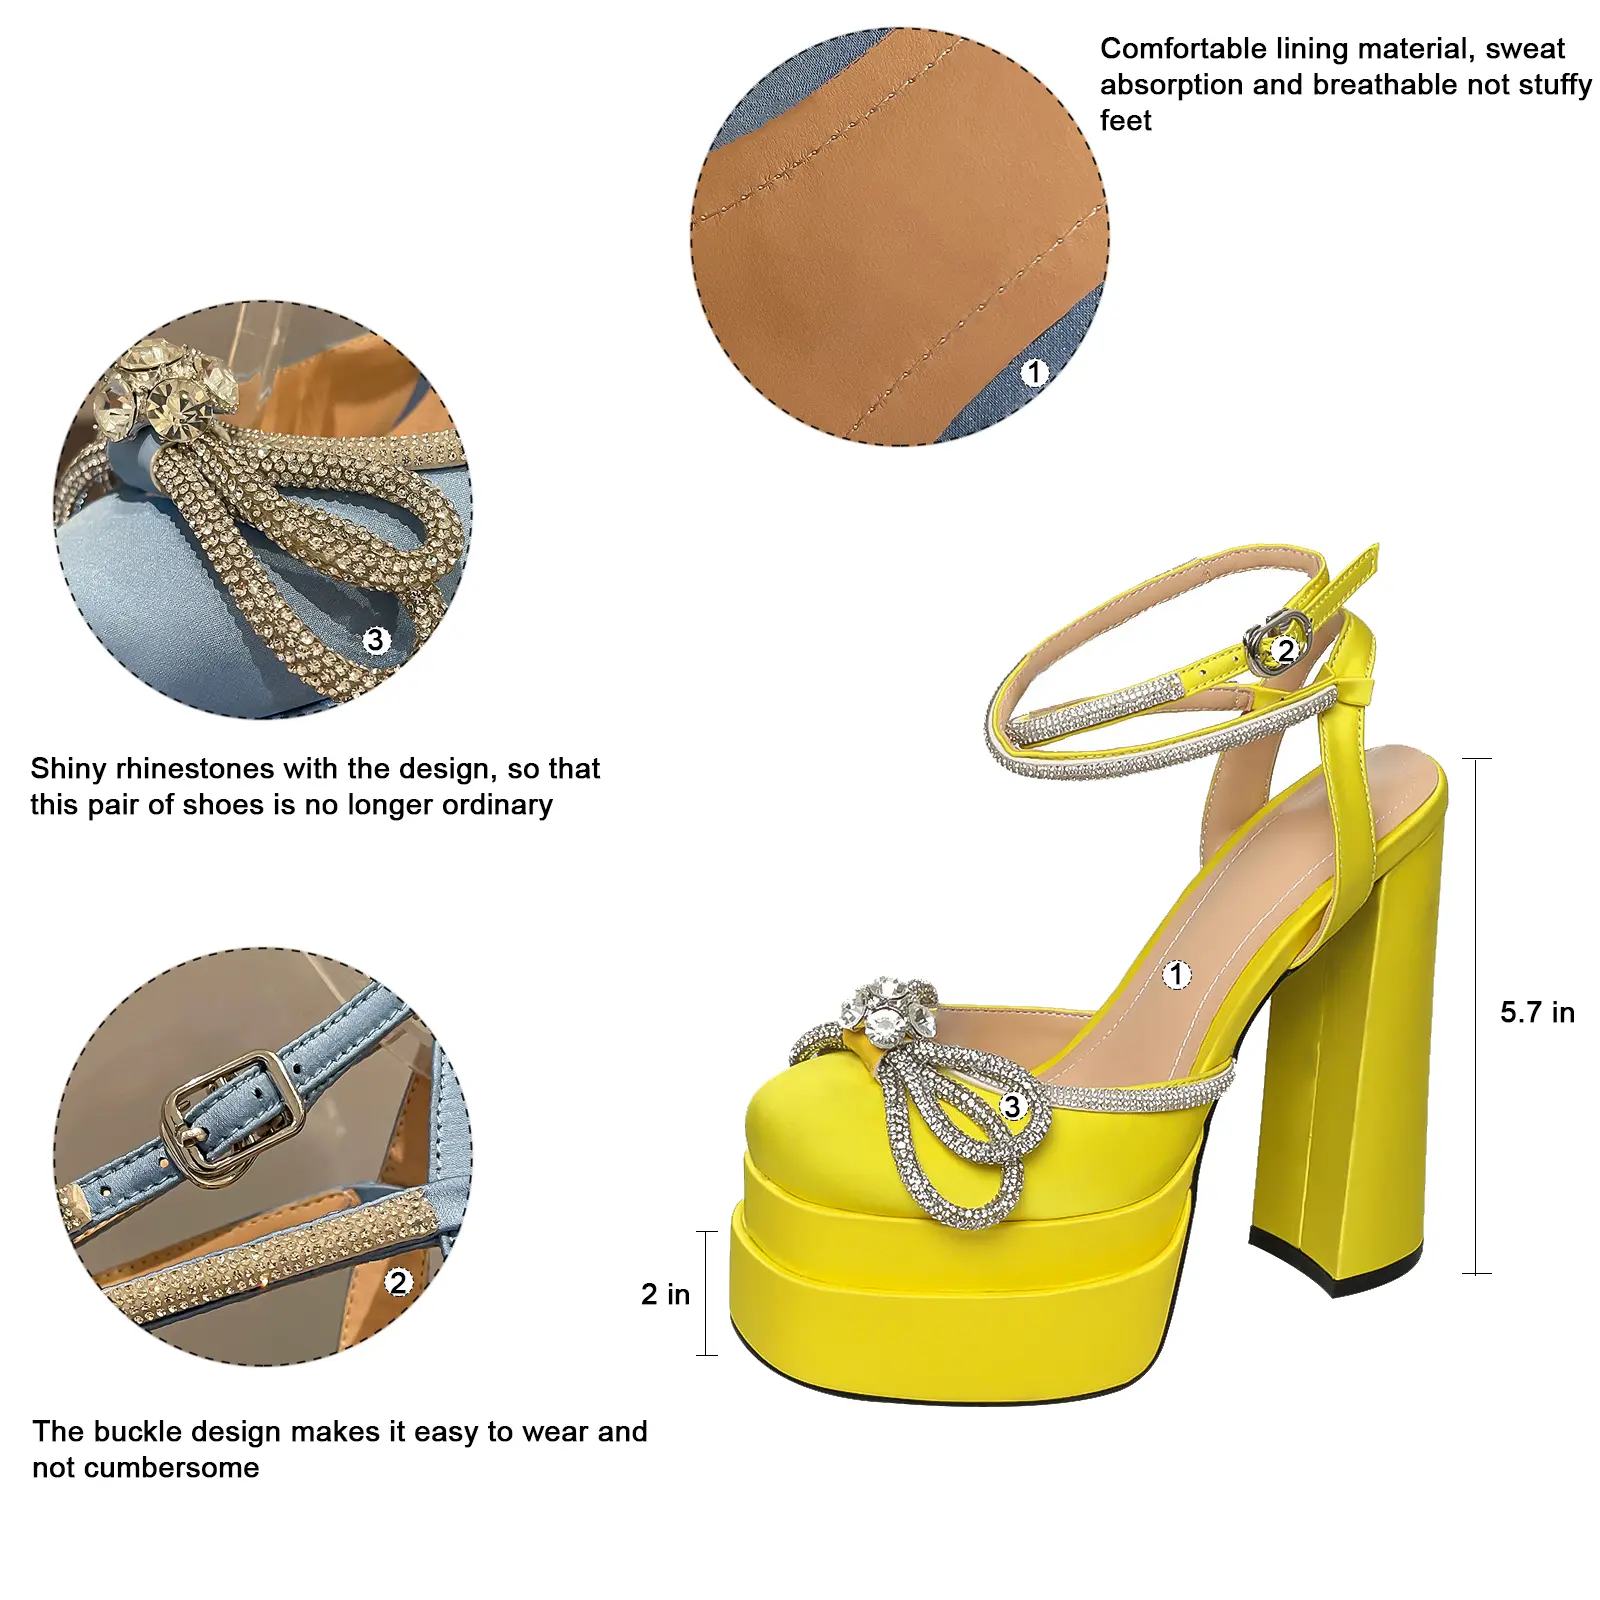 Comfortable lining material, sweat
absorption and breathable not stuffy
feet
1
3
2
Shiny rhinestones with the design, so that
this pair of shoes is no longer ordinary
1
5.7 in
3
2 in
2
The buckle design makes it easy to wear and
not cumbersome